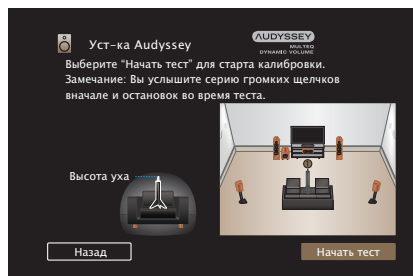 Уст-ка Audyssey
AUDYSSEY
MULTEQ
DYNAMIC VOLUME
Выберите “Начать тест” для старта калибровки.
Замечание: Вы услышите серию громких щелчков
вначале и остановок во время теста.
Высота уха
Назад
Начать тест